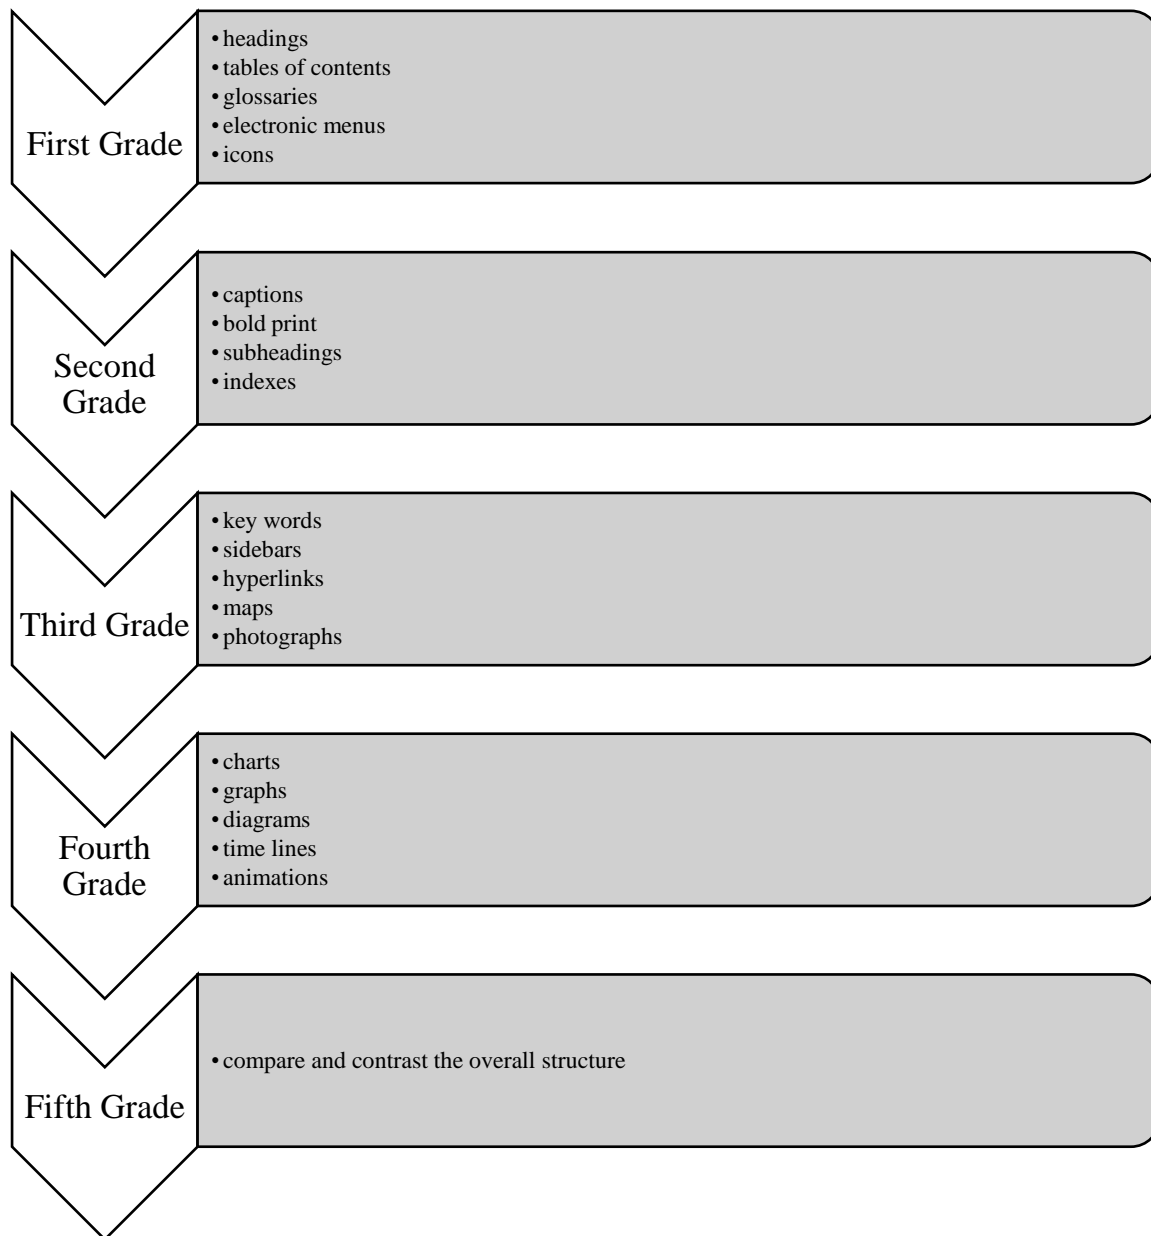 First Grade
• headings
• tables of contents
• glossaries
• electronic menus
• icons
Second
Grade
• captions
• bold print
• subheadings
• indexes
Third Grade
• key words
• sidebars
• hyperlinks
• maps
• photographs
Fourth
Grade
• charts
• graphs
• diagrams
• time lines
• animations
Fifth Grade
• compare and contrast the overall structure